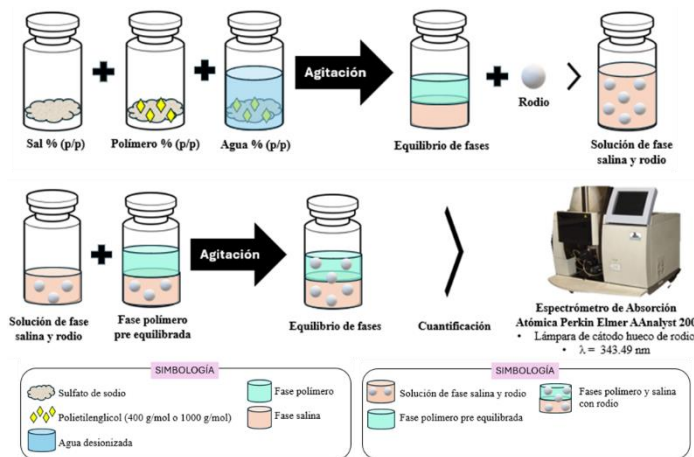 Agitación
Sal % (p/p)
Polímero % (p/p)
Agua % (p/p)
Equilibrio de fases
Rodio
Solución de fase
salina y rodio
Agitación
Solución de fase
salina y rodio
Fase polímero
pre equilibrada
Equilibrio de fases
Cuantificación
Espectrómetro de Absorción
Atómica Perkin Elmer AAnalyst 200
• Lámpara de cátodo hueco de rodio
• λ = 343.49 nm
SIMBOLOGÍA
Sulfato de sodio
Polietilenglicol (400 g/mol o 1000 g/mol)
Agua desionizada
Fase polímero
Fase salina
SIMBOLOGÍA
Solución de fase salina y rodio
Fase polímero pre equilibrada
Fases polímero y salina
con rodio